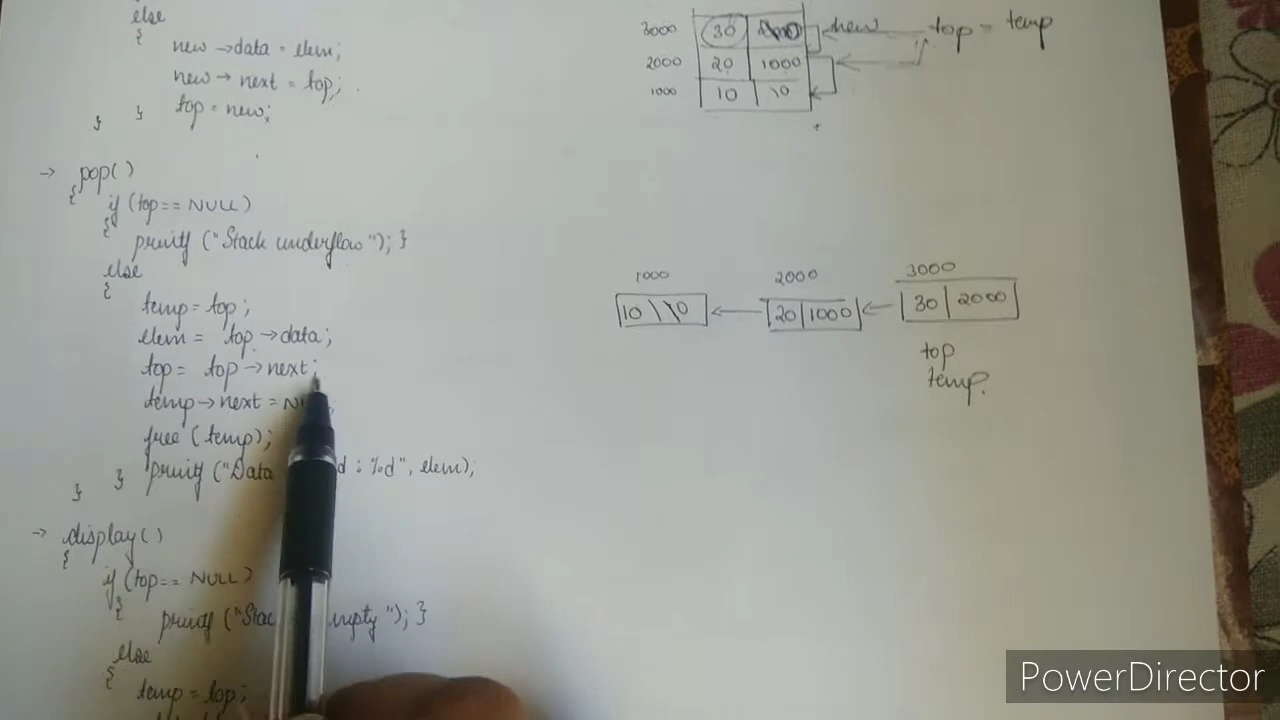 else
{
new → data = elem;
new → next = top;
top = new;
}
}
→ pop()
{
if (top == NULL)
{
printf ("Stack underflow"); }
else
{
temp = top;
elem = top → data;
top = top → next;
temp → next =
free (temp);
printf ("Data : %d", elem);
}
}
→ display()
{
if (top == NULL)
{
printf (" "); }
else
{
temp = top;
3000 30 new top = temp
2000 20 1000
1000 10 \0
1000 2000 3000
10 \0 20 1000 30 2000
top
temp.
PowerDirector